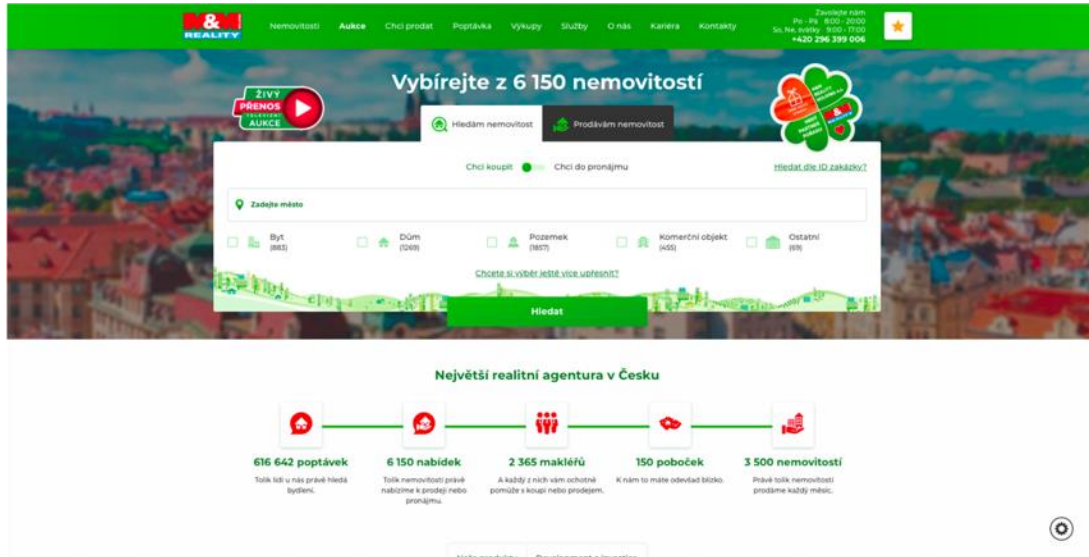 M&M
REALITY
Nemovitosti
Aukce
Chci prodat
Poptávka
Výkupy
Služby
O nás
Kariéra
Kontakty
Zavolejte nám
Po - Pá 8:00 - 20:00
So, Ne, svátky 9:00 - 17:00
+420 296 399 006
Vybírejte z 6 150 nemovitostí
ŽIVÝ
PŘENOS
TELEVIZNÍ
AUKCE
Hledám nemovitost
Prodávám nemovitost
Chci koupit
Chci do pronájmu
Hledat dle ID zakázky?
Zadejte město
Byt
(883)
Dům
(1269)
Pozemek
(1857)
Komerční objekt
(455)
Ostatní
(69)
Chcete si výběr ještě více upřesnit?
Hledat
Největší realitní agentura v Česku
616 642 poptávek
Tolik lidí u nás právě hledá
bydlení.
6 150 nabídek
Tolik nemovitostí právě
nabízíme k prodeji nebo
pronájmu.
2 365 makléřů
A každý z nich vám ochotně
pomůže s koupí nebo prodejem.
150 poboček
K nám to máte odevšad blízko.
3 500 nemovitostí
Právě tolik nemovitostí
prodáme každý měsíc.